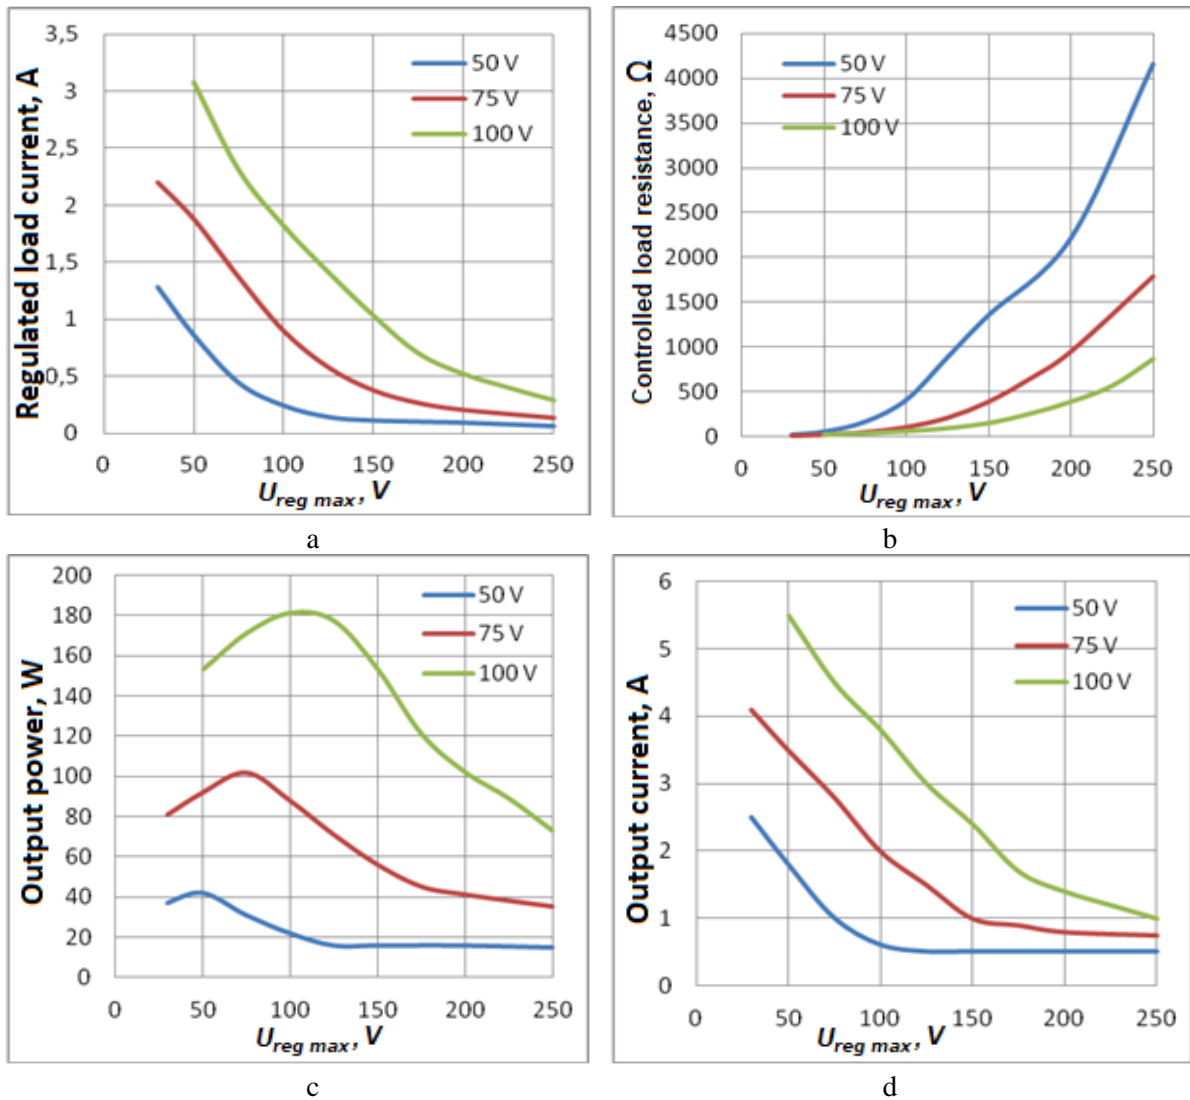 Regulated load current, A
3,5
3
2,5
2
1,5
1
0,5
0
0
50
100
150
200
250
50 V
75 V
100 V
U reg max, V
a
Controlled load resistance, Ω
4500
4000
3500
3000
2500
2000
1500
1000
500
0
0
50
100
150
200
250
50 V
75 V
100 V
U reg max, V
b
Output power, W
200
180
160
140
120
100
80
60
40
20
0
0
50
100
150
200
250
50 V
75 V
100 V
U reg max, V
c
Output current, A
6
5
4
3
2
1
0
0
50
100
150
200
250
50 V
75 V
100 V
U reg max, V
d